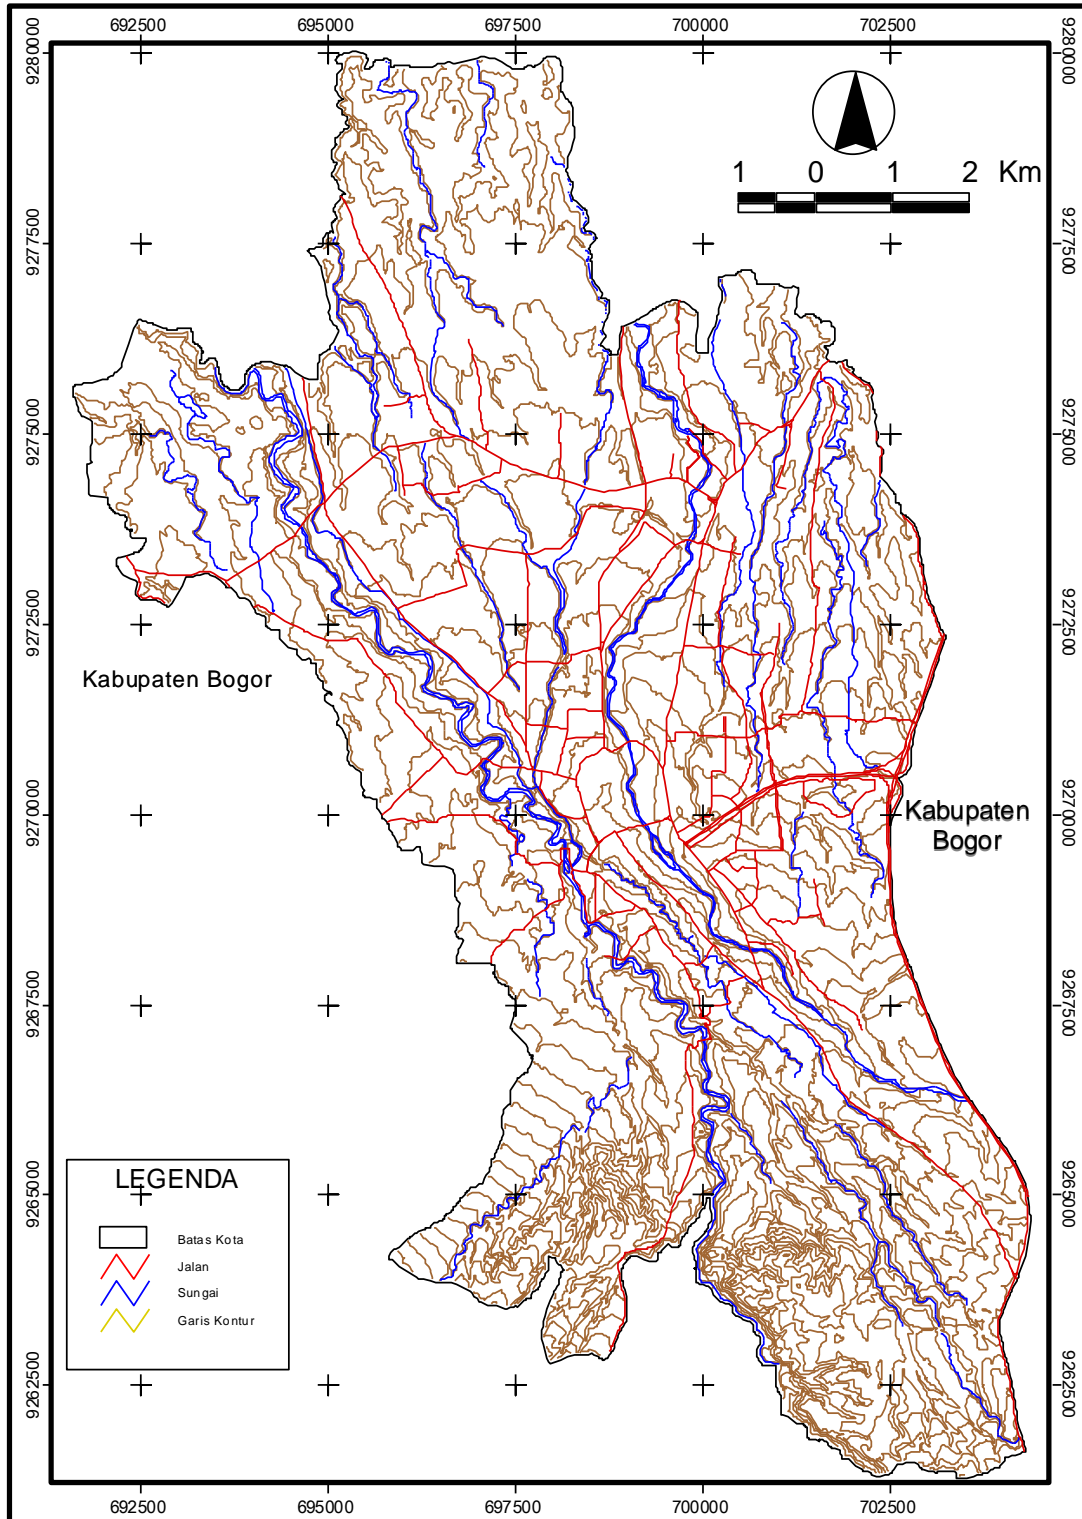 692500 695000 697500 700000 702500
9280000 9280000
1 0 1 2 Km
9277500 9277500
9275000 9275000
9272500 9272500
Kabupaten Bogor
9270000 9270000
Kabupaten
Bogor
9267500 9267500
9265000 9265000
LEGENDA
Batas Kota
Jalan
Sungai
Garis Kontur
9262500 9262500
692500 695000 697500 700000 702500